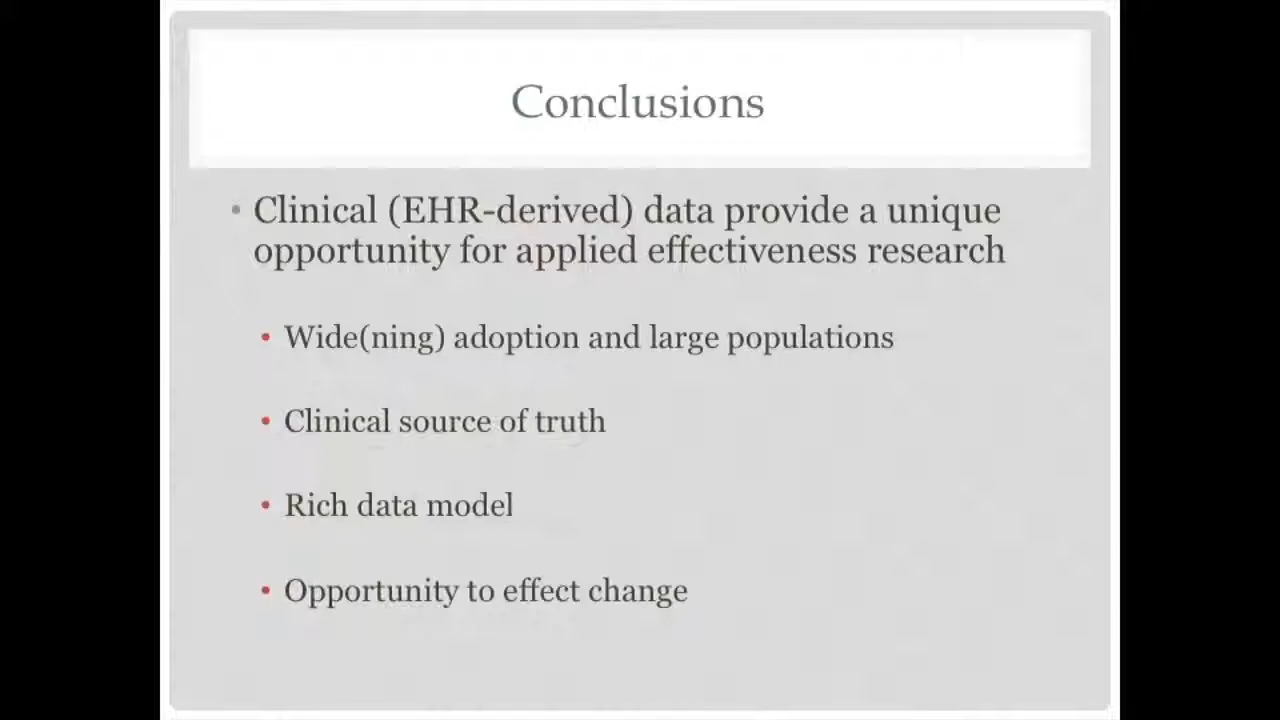 Conclusions
• Clinical (EHR-derived) data provide a unique
opportunity for applied effectiveness research
• Wide(ning) adoption and large populations
• Clinical source of truth
• Rich data model
• Opportunity to effect change